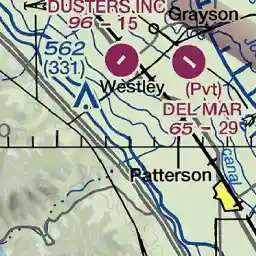 DUSTERS INC
96 - 15
Grayson
562
(331)
Westley
(Pvt)
DEL MAR
65 - 29
Patterson
canal